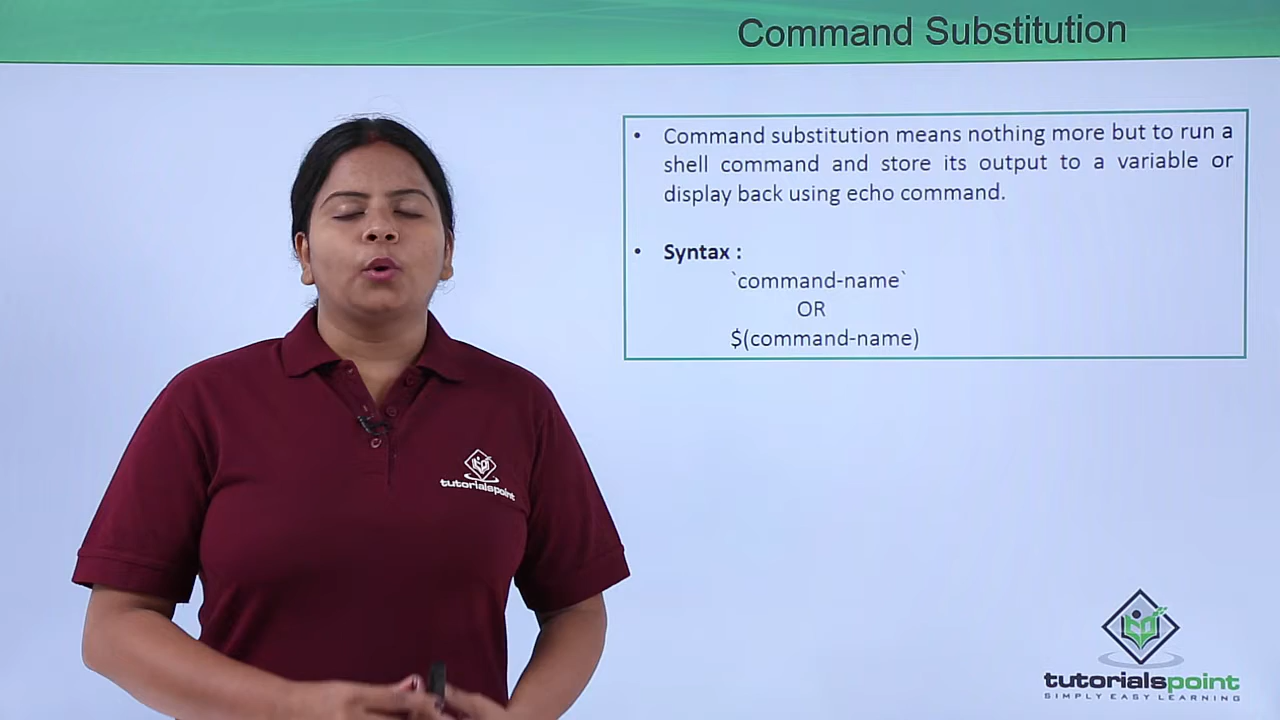 Command Substitution
• Command substitution means nothing more but to run a
shell command and store its output to a variable or
display back using echo command.
• Syntax :
`command-name`
OR
$(command-name)
tutorialspoint
tutorialspoint
SIMPLY EASY LEARNING